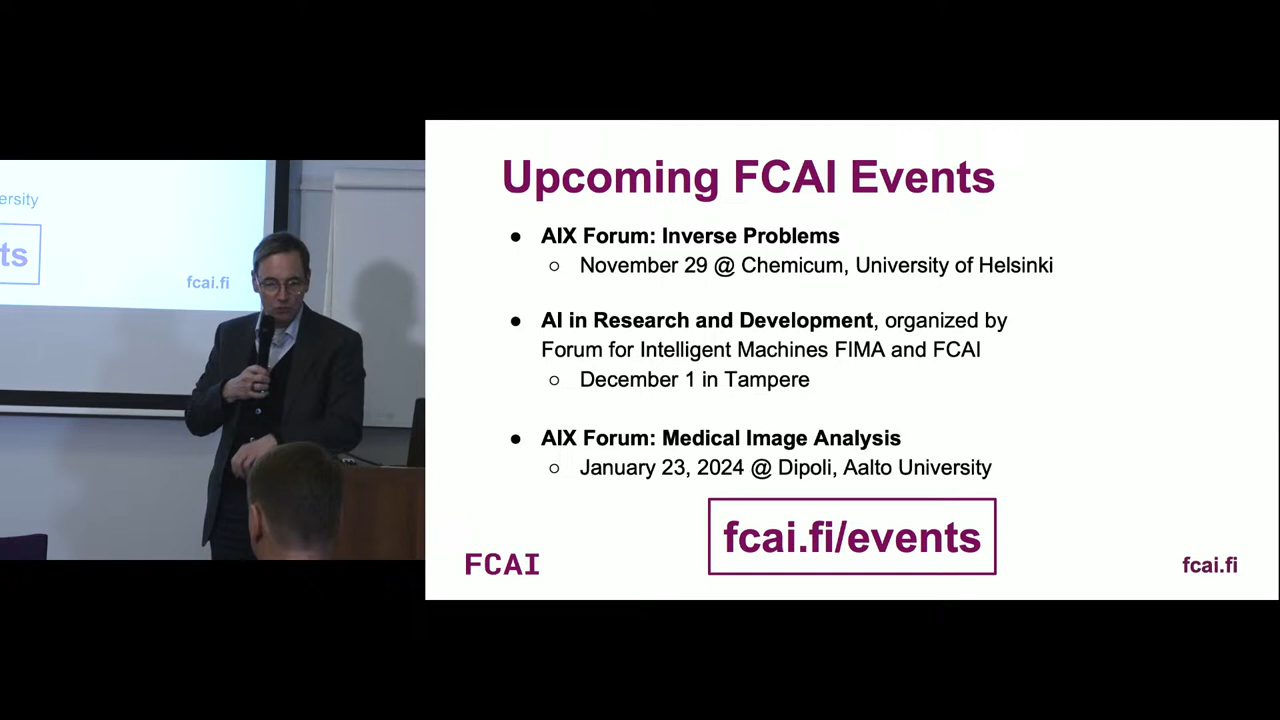 ersity
ts
fcai.fi
Upcoming FCAI Events
● AIX Forum: Inverse Problems
○ November 29 @ Chemicum, University of Helsinki
● AI in Research and Development, organized by
Forum for Intelligent Machines FIMA and FCAI
○ December 1 in Tampere
● AIX Forum: Medical Image Analysis
○ January 23, 2024 @ Dipoli, Aalto University
fcai.fi/events
FCAI
fcai.fi